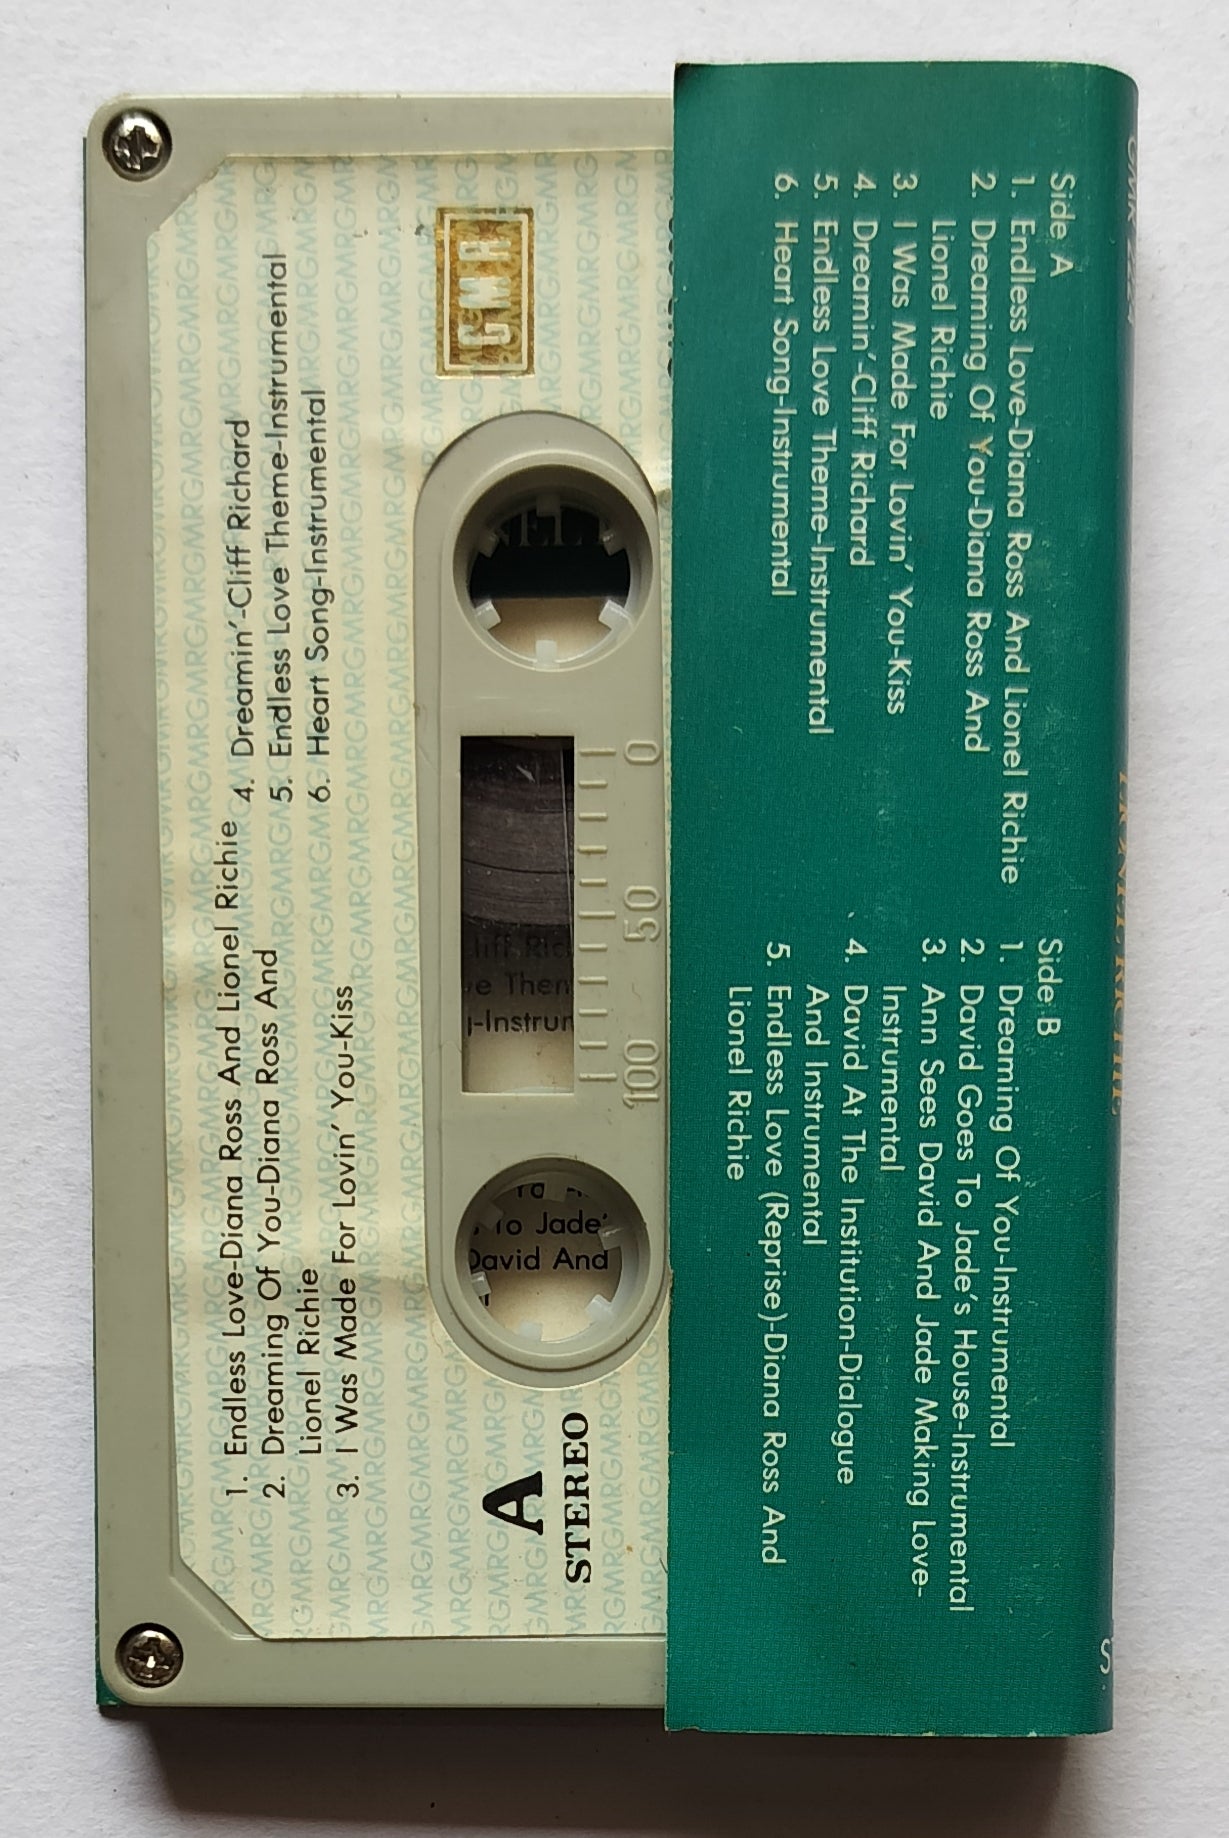 Side A
1. Endless Love-Diana Ross And Lionel Richie
2. Dreaming Of You-Diana Ross And
Lionel Richie
3. I Was Made For Lovin' You-Kiss
4. Dreamin'-Cliff Richard
5. Endless Love Theme-Instrumental
6. Heart Song-Instrumental
Side B
1. Dreaming Of You-Instrumental
2. David Goes To Jade's House-Instrumental
3. Ann Sees David And Jade Making Love-
Instrumental
4. David At The Institution-Dialogue
And Instrumental
5. Endless Love (Reprise)-Diana Ross And
Lionel Richie
1. Endless Love-Diana Ross And Lionel Richie
2. Dreaming Of You-Diana Ross And
Lionel Richie
3. I Was Made For Lovin' You-Kiss
4. Dreamin'-Cliff Richard
5. Endless Love Theme-Instrumental
6. Heart Song-Instrumental
GMR
A
STEREO
0 50 100
To Jade'
David And